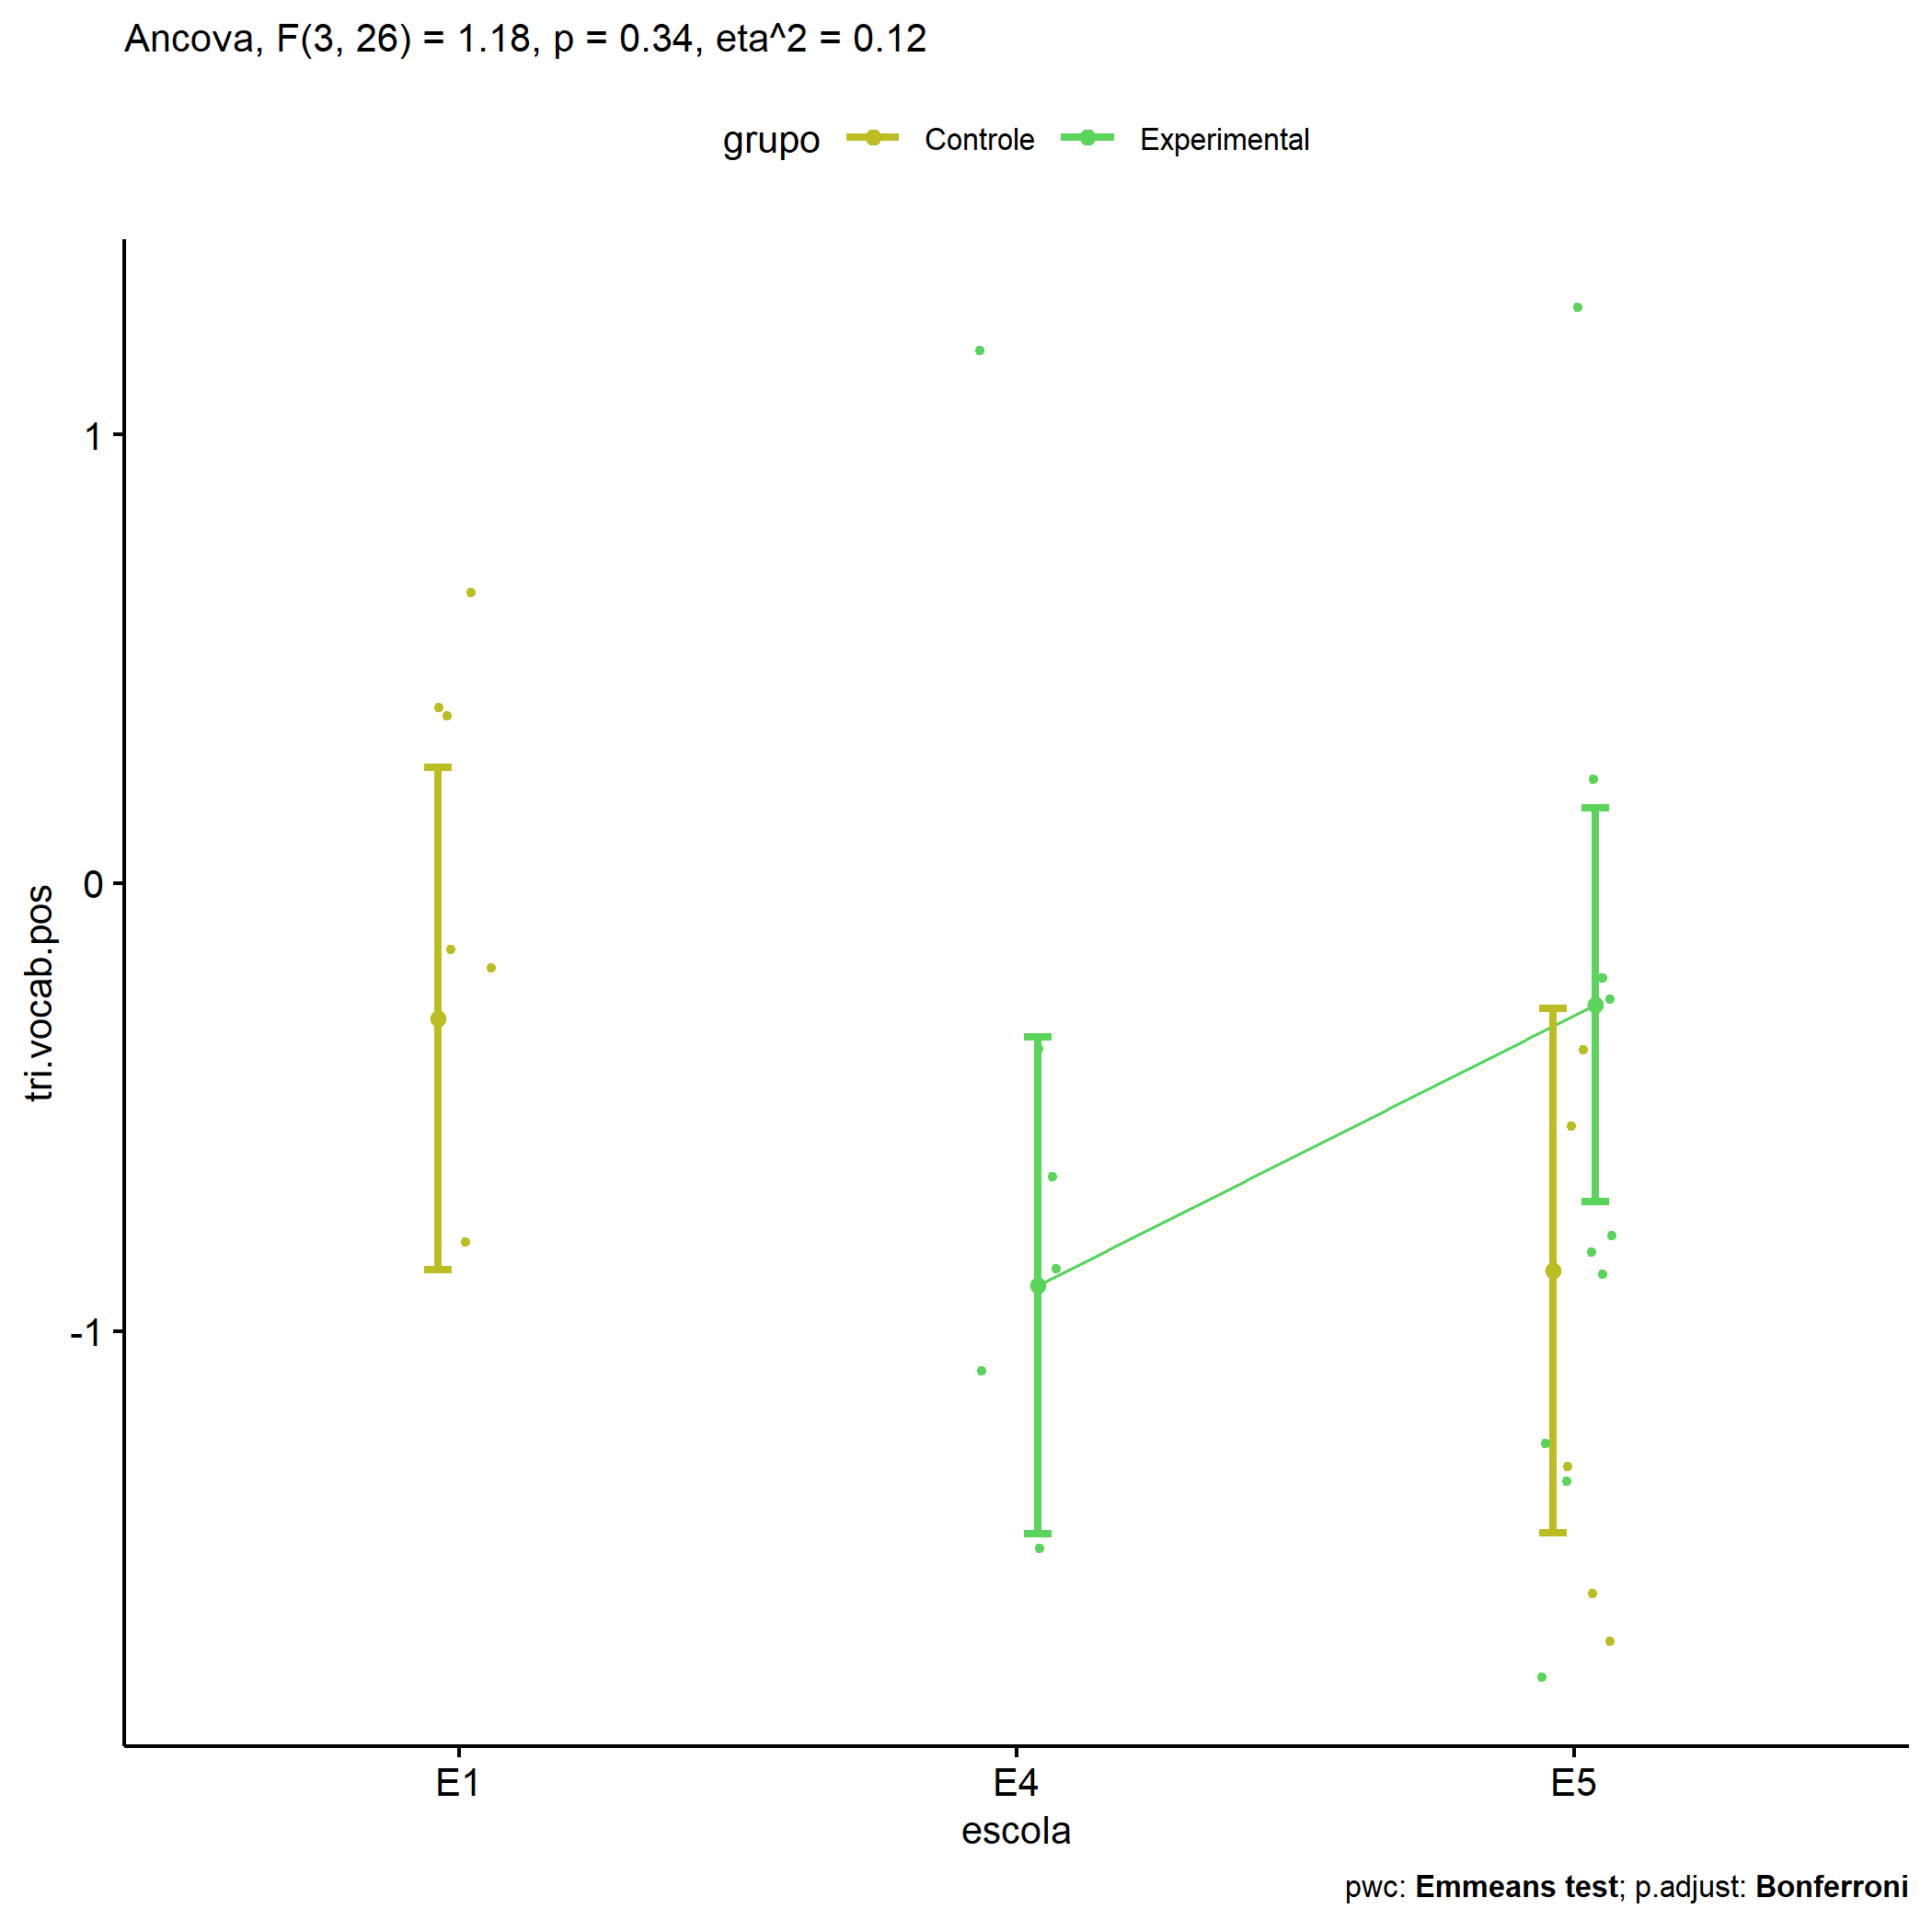 Ancova, F(3, 26) = 1.18, p = 0.34, eta^2 = 0.12
grupo Controle Experimental
1
0
-1
tri.vocab.pos
E1 E4 E5
escola
pwc: Emmeans test; p.adjust: Bonferroni